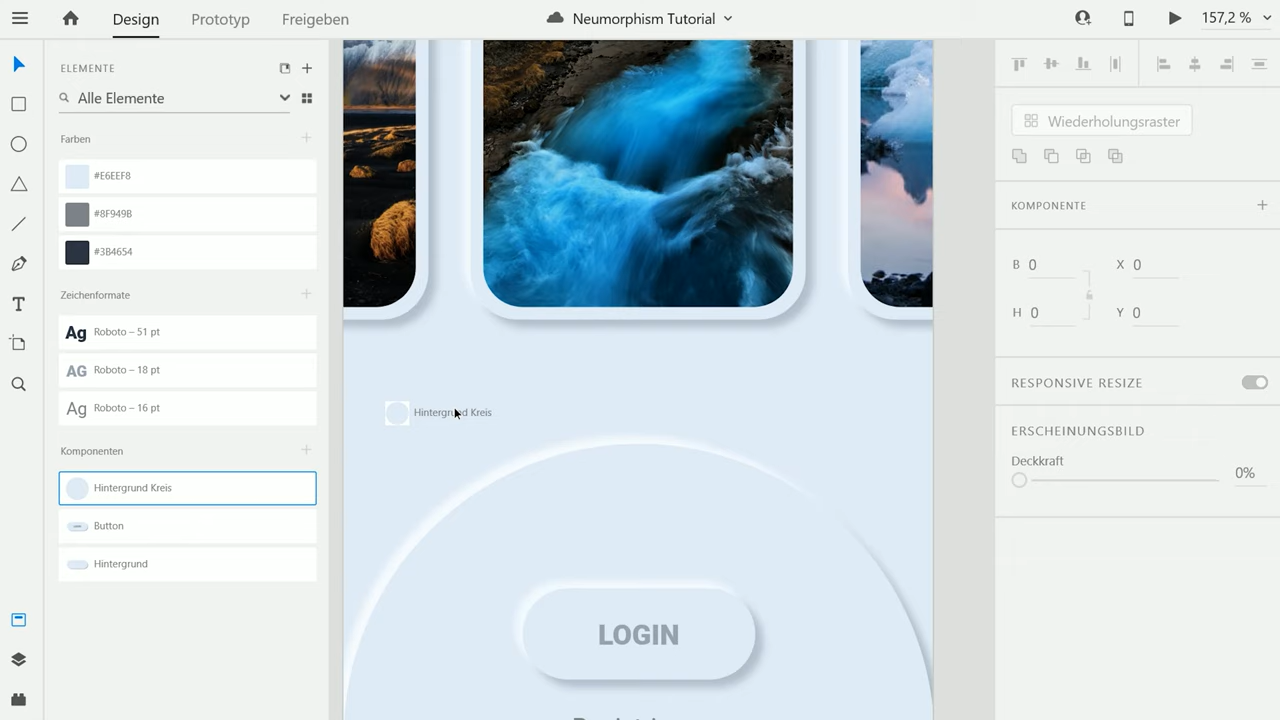 Design
Prototyp
Freigeben
Neumorphism Tutorial
157,2 %
ELEMENTE
Alle Elemente
Farben
#E6EEF8
#8F949B
#3B4654
Zeichenformate
Ag Roboto – 51 pt
AG Roboto – 18 pt
Ag Roboto – 16 pt
Komponenten
Hintergrund Kreis
Button
Hintergrund
Hintergrund Kreis
LOGIN
Wiederholungsraster
KOMPONENTE
B 0
X 0
H 0
Y 0
RESPONSIVE RESIZE
ERSCHEINUNGSBILD
Deckkraft
0%